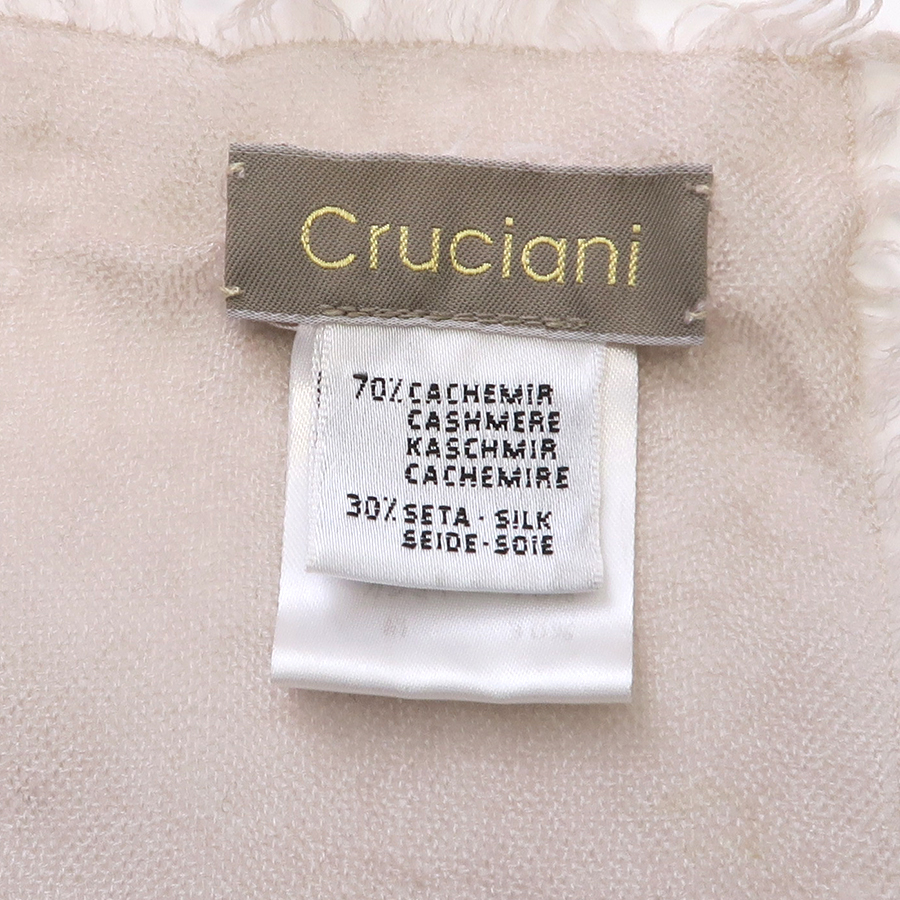 Cruciani
70% CACHEMIR
CASHMERE
KASCHMIR
CACHEMIRE
30% SETA - SILK
SEIDE-SOIE